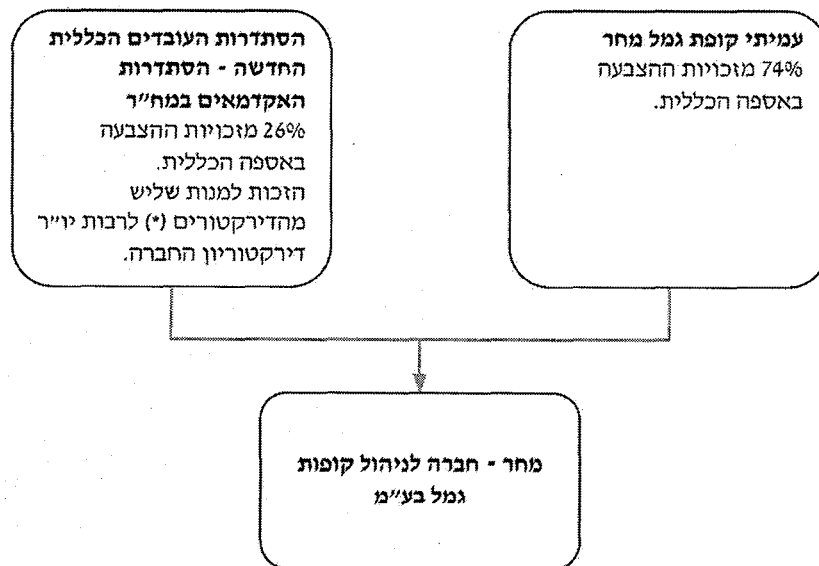 עמיתי קופת גמל מחר
74% מזכויות ההצבעה
באספה הכללית.
הסתדרות העובדים הכללית
החדשה - הסתדרות
האקדמאים במח״ר
26% מזכויות ההצבעה
באספה הכללית.
הזכות למנות שליש
מהדירקטורים (*) לרבות יו״ר
דירקטוריון החברה.
מחר - חברה לניהול קופות
גמל בע״מ